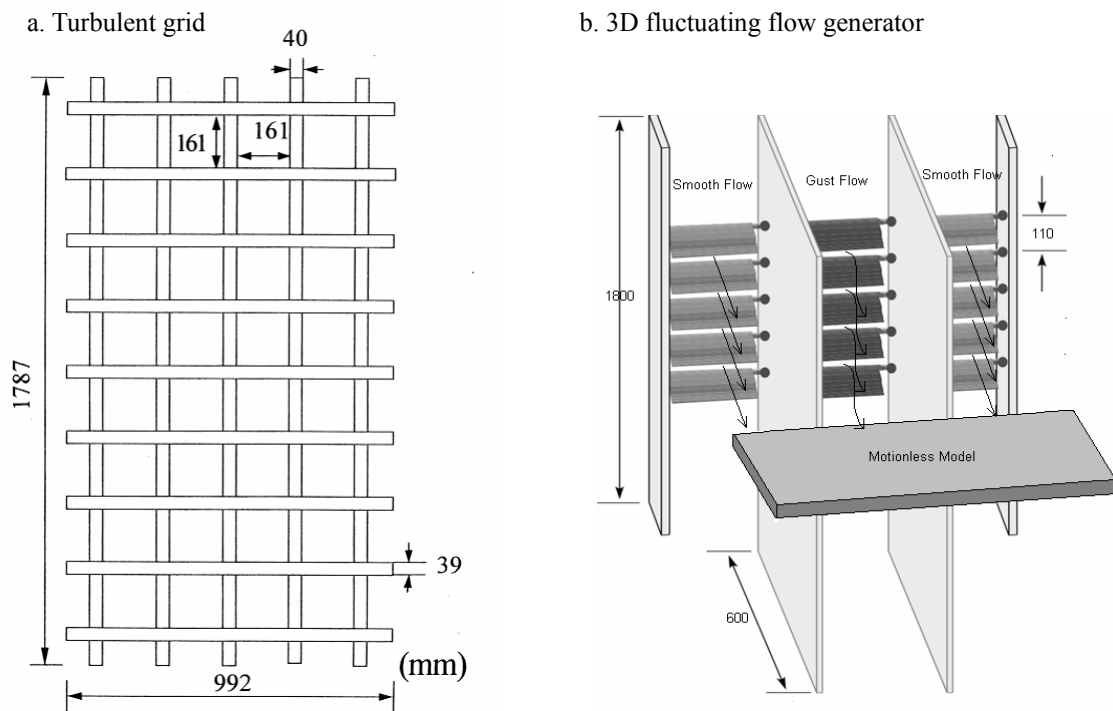 a. Turbulent grid
40
161
161
1787
39
(mm)
992
b. 3D fluctuating flow generator
Smooth Flow
Gust Flow
Smooth Flow
110
1800
Motionless Model
600